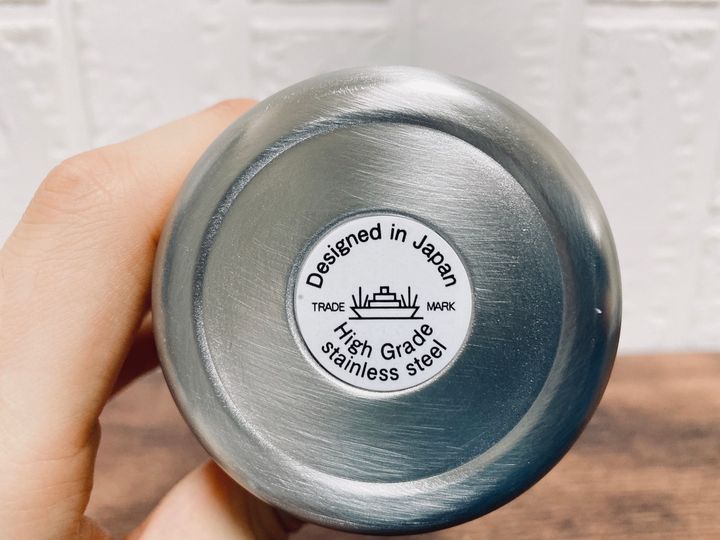 Designed in Japan
TRADE MARK
High Grade
stainless steel